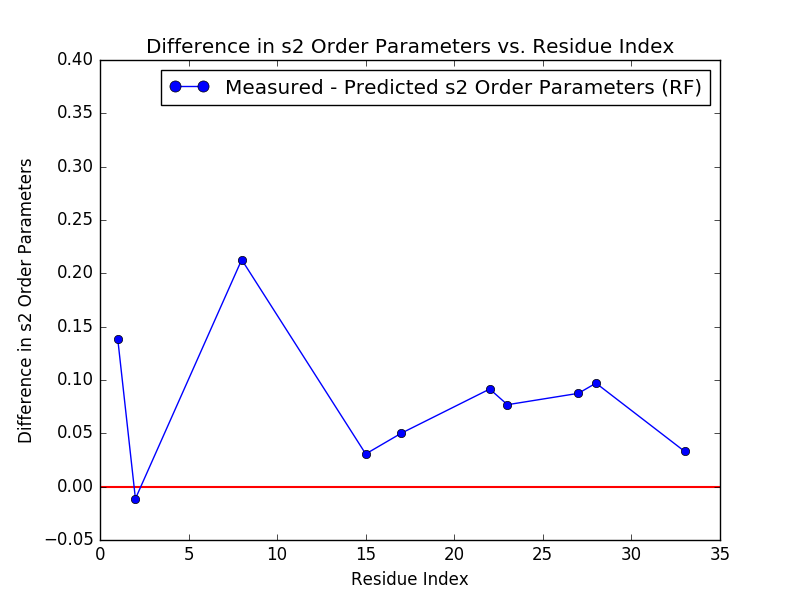 Difference in s2 Order Parameters vs. Residue Index
Measured - Predicted s2 Order Parameters (RF)
Difference in s2 Order Parameters
0.40
0.35
0.30
0.25
0.20
0.15
0.10
0.05
0.00
−0.05
0 5 10 15 20 25 30 35
Residue Index